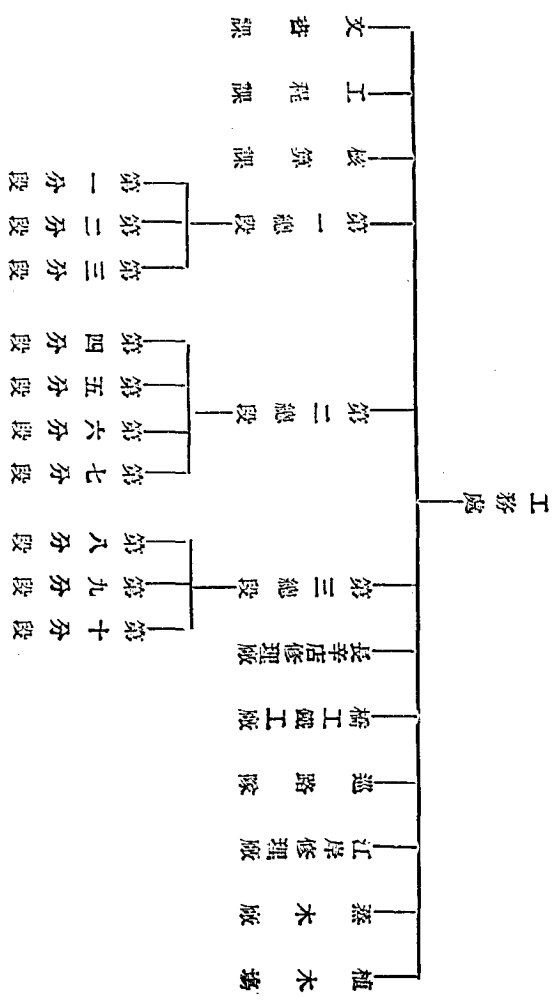 工務處
文書課
工程課
核算課
第一總段
第一分段
第二分段
第三分段
第二總段
第四分段
第五分段
第六分段
第七分段
第三總段
第八分段
第九分段
第十分段
長辛店修理廠
橋工鐵工廠
巡路隊
江岸修理廠
蒸木廠
植木場